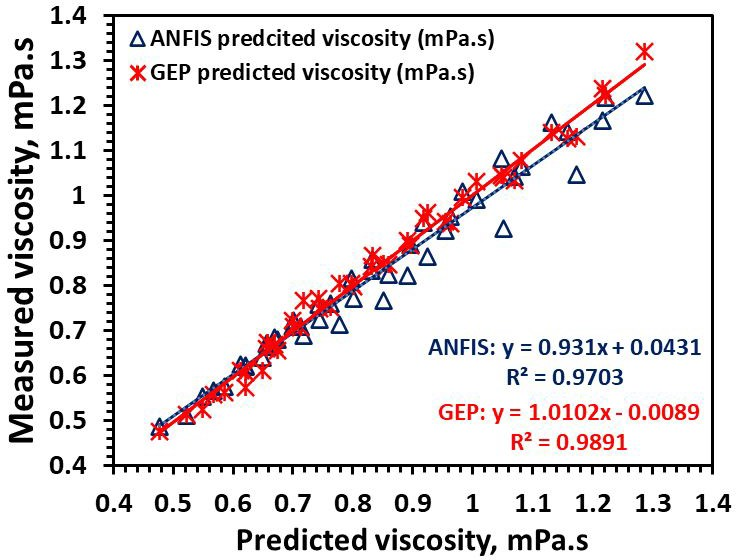 1.4
1.3
1.2
1.1
1
0.9
0.8
0.7
0.6
0.5
0.4
Measured viscosity, mPa.s
ANFIS predcited viscosity (mPa.s)
GEP predicted viscosity (mPa.s)
ANFIS: y = 0.931x + 0.0431
R² = 0.9703
GEP: y = 1.0102x - 0.0089
R² = 0.9891
0.4 0.5 0.6 0.7 0.8 0.9 1 1.1 1.2 1.3 1.4
Predicted viscosity, mPa.s